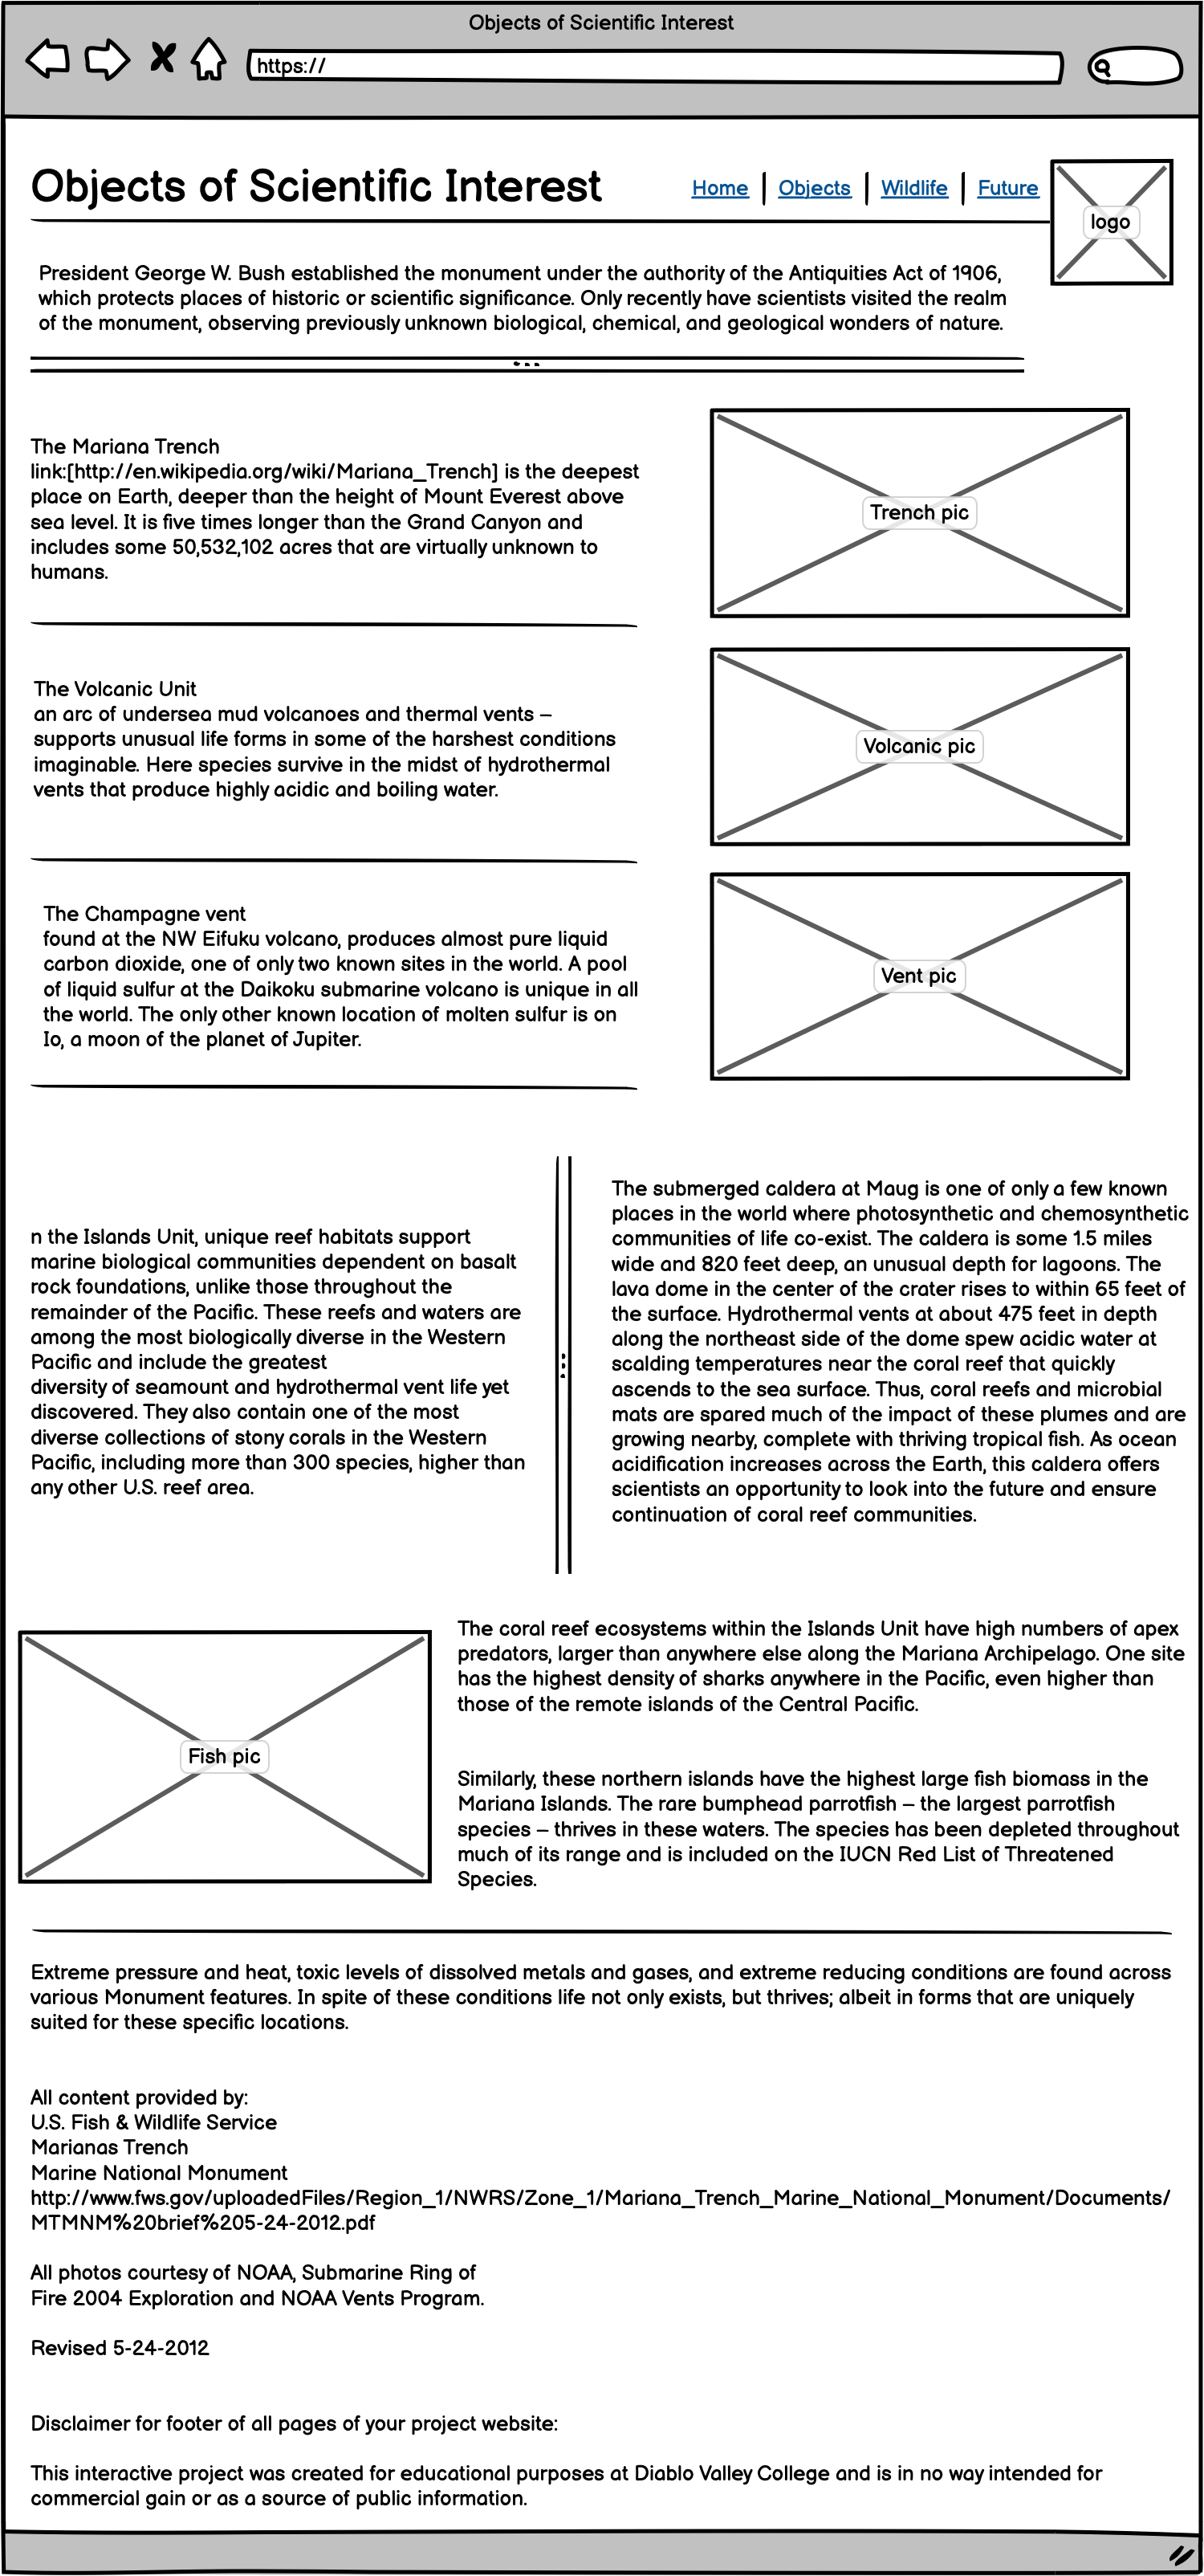 Objects of Scientific Interest
https://
Objects of Scientific Interest
Home
Objects
Wildlife
Future
logo
President George W. Bush established the monument under the authority of the Antiquities Act of 1906,
which protects places of historic or scientific significance. Only recently have scientists visited the realm
of the monument, observing previously unknown biological, chemical, and geological wonders of nature.
The Mariana Trench
link:[http://en.wikipedia.org/wiki/Mariana_Trench] is the deepest
place on Earth, deeper than the height of Mount Everest above
sea level. It is five times longer than the Grand Canyon and
includes some 50,532,102 acres that are virtually unknown to
humans.
Trench pic
The Volcanic Unit
an arc of undersea mud volcanoes and thermal vents –
supports unusual life forms in some of the harshest conditions
imaginable. Here species survive in the midst of hydrothermal
vents that produce highly acidic and boiling water.
Volcanic pic
The Champagne vent
found at the NW Eifuku volcano, produces almost pure liquid
carbon dioxide, one of only two known sites in the world. A pool
of liquid sulfur at the Daikoku submarine volcano is unique in all
the world. The only other known location of molten sulfur is on
Io, a moon of the planet of Jupiter.
Vent pic
n the Islands Unit, unique reef habitats support
marine biological communities dependent on basalt
rock foundations, unlike those throughout the
remainder of the Pacific. These reefs and waters are
among the most biologically diverse in the Western
Pacific and include the greatest
diversity of seamount and hydrothermal vent life yet
discovered. They also contain one of the most
diverse collections of stony corals in the Western
Pacific, including more than 300 species, higher than
any other U.S. reef area.
The submerged caldera at Maug is one of only a few known
places in the world where photosynthetic and chemosynthetic
communities of life co-exist. The caldera is some 1.5 miles
wide and 820 feet deep, an unusual depth for lagoons. The
lava dome in the center of the crater rises to within 65 feet of
the surface. Hydrothermal vents at about 475 feet in depth
along the northeast side of the dome spew acidic water at
scalding temperatures near the coral reef that quickly
ascends to the sea surface. Thus, coral reefs and microbial
mats are spared much of the impact of these plumes and are
growing nearby, complete with thriving tropical fish. As ocean
acidification increases across the Earth, this caldera offers
scientists an opportunity to look into the future and ensure
continuation of coral reef communities.
Fish pic
The coral reef ecosystems within the Islands Unit have high numbers of apex
predators, larger than anywhere else along the Mariana Archipelago. One site
has the highest density of sharks anywhere in the Pacific, even higher than
those of the remote islands of the Central Pacific.
Similarly, these northern islands have the highest large fish biomass in the
Mariana Islands. The rare bumphead parrotfish – the largest parrotfish
species – thrives in these waters. The species has been depleted throughout
much of its range and is included on the IUCN Red List of Threatened
Species.
Extreme pressure and heat, toxic levels of dissolved metals and gases, and extreme reducing conditions are found across
various Monument features. In spite of these conditions life not only exists, but thrives; albeit in forms that are uniquely
suited for these specific locations.
All content provided by:
U.S. Fish & Wildlife Service
Marianas Trench
Marine National Monument
http://www.fws.gov/uploadedFiles/Region_1/NWRS/Zone_1/Mariana_Trench_Marine_National_Monument/Documents/
MTMNM%20brief%205-24-2012.pdf
All photos courtesy of NOAA, Submarine Ring of
Fire 2004 Exploration and NOAA Vents Program.
Revised 5-24-2012
Disclaimer for footer of all pages of your project website:
This interactive project was created for educational purposes at Diablo Valley College and is in no way intended for
commercial gain or as a source of public information.